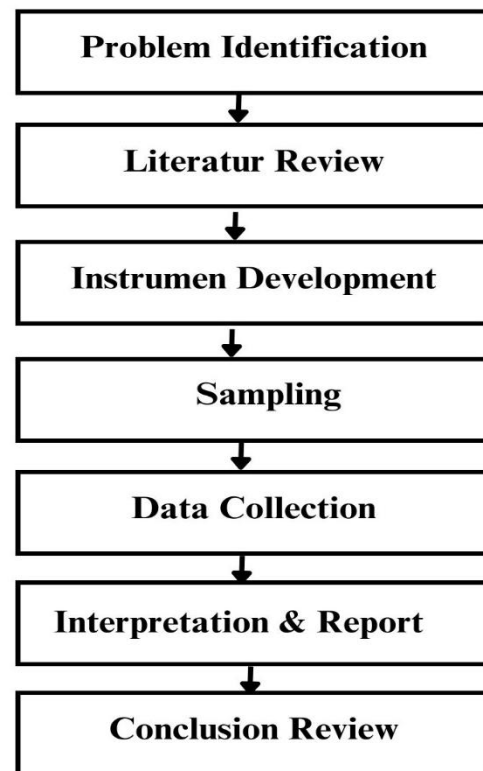 Problem Identification
Literatur Review
Instrumen Development
Sampling
Data Collection
Interpretation & Report
Conclusion Review